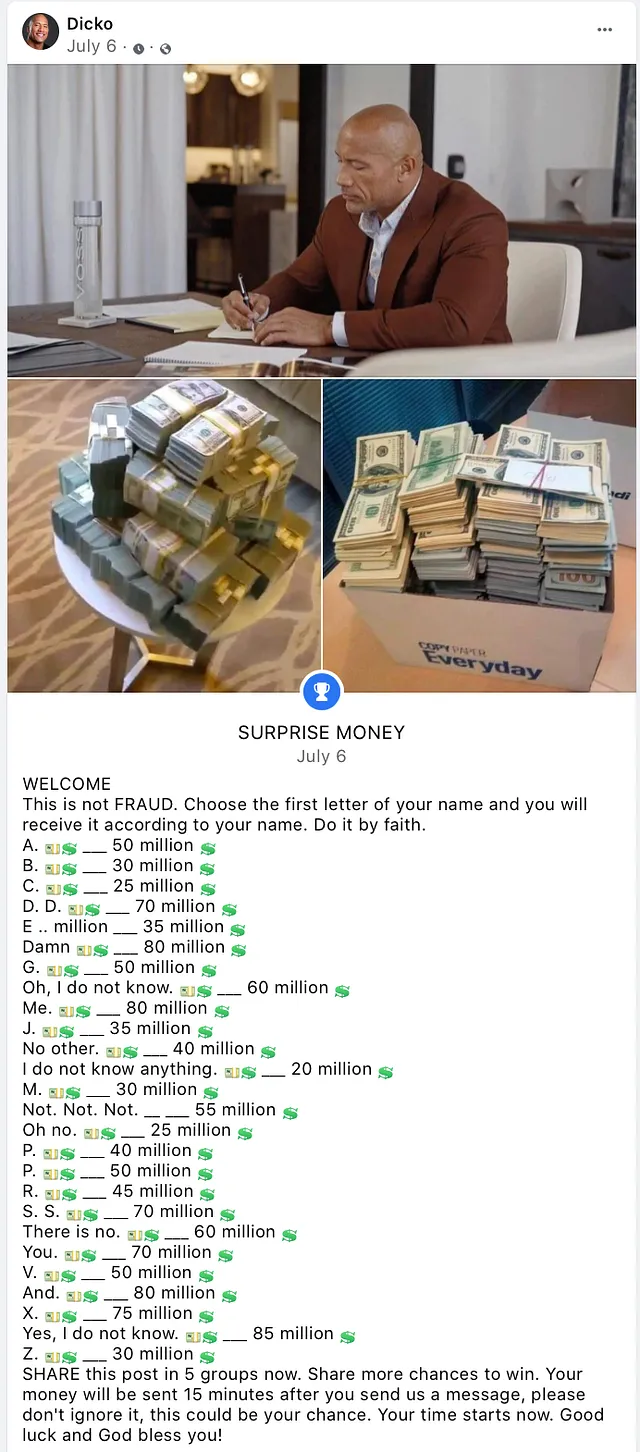 Dicko
July 6
VOSS
COPY PAPER
Everyday
100
SURPRISE MONEY
July 6
WELCOME
This is not FRAUD. Choose the first letter of your name and you will
receive it according to your name. Do it by faith.
A. 💵💲 ___ 50 million 💲
B. 💵💲 ___ 30 million 💲
C. 💵💲 ___ 25 million 💲
D. D. 💵💲 ___ 70 million 💲
E .. million ___ 35 million 💲
Damn 💵💲 ___ 80 million 💲
G. 💵💲 ___ 50 million 💲
Oh, I do not know. 💵💲 ___ 60 million 💲
Me. 💵💲 ___ 80 million 💲
J. 💵💲 ___ 35 million 💲
No other. 💵💲 ___ 40 million 💲
I do not know anything. 💵💲 ___ 20 million 💲
M. 💵💲 ___ 30 million 💲
Not. Not. Not. __ ___ 55 million 💲
Oh no. 💵💲 ___ 25 million 💲
P. 💵💲 ___ 40 million 💲
P. 💵💲 ___ 50 million 💲
R. 💵💲 ___ 45 million 💲
S. S. 💵💲 ___ 70 million 💲
There is no. 💵💲 ___ 60 million 💲
You. 💵💲 ___ 70 million 💲
V. 💵💲 ___ 50 million 💲
And. 💵💲 ___ 80 million 💲
X. 💵💲 ___ 75 million 💲
Yes, I do not know. 💵💲 ___ 85 million 💲
Z. 💵💲 ___ 30 million 💲
SHARE this post in 5 groups now. Share more chances to win. Your
money will be sent 15 minutes after you send us a message, please
don't ignore it, this could be your chance. Your time starts now. Good
luck and God bless you!